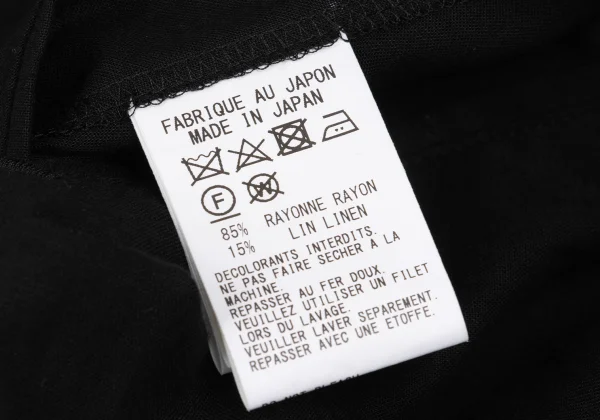 FABRIQUE AU JAPON
MADE IN JAPAN
F W
85% RAYONNE RAYON
15% LIN LINEN
DECOLORANTS INTERDITS.
NE PAS FAIRE SECHER A LA
MACHINE.
REPASSER AU FER DOUX.
VEUILLEZ UTILISER UN FILET
LORS DU LAVAGE.
VEUILLER LAVER SEPAREMENT.
REPASSER AVEC UNE ETOFFE.